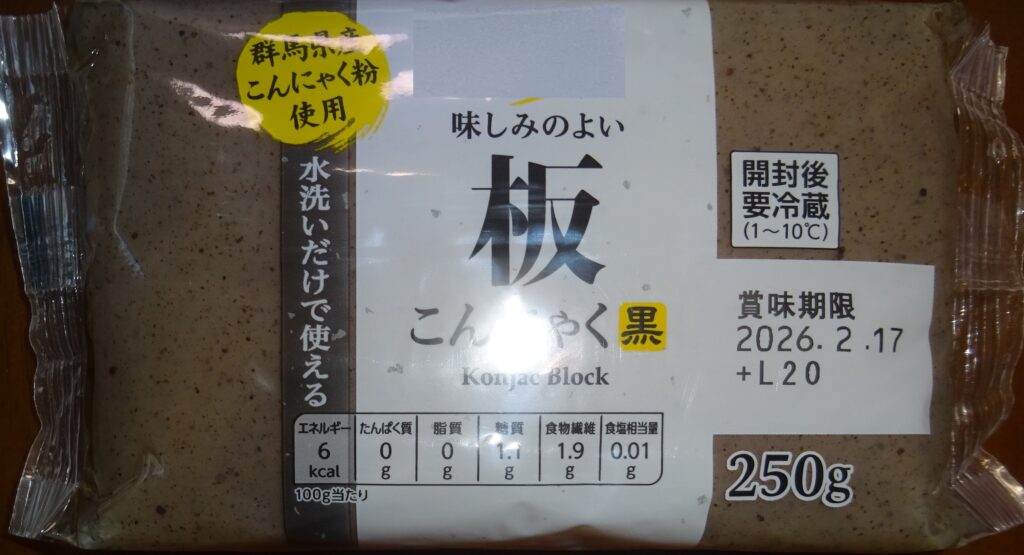 群馬県産
こんにゃく粉
使用
水洗いだけで使える
味しみのよい
板
こんにゃく黒
Konjac Block
開封後
要冷蔵
(1～10℃)
賞味期限
2026. 2 .17
+L20
エネルギー たんぱく質 脂質 糖質 食物繊維 食塩相当量
6 0 0 1.1 1.9 0.01
kcal g g g g g
100g当たり
250g